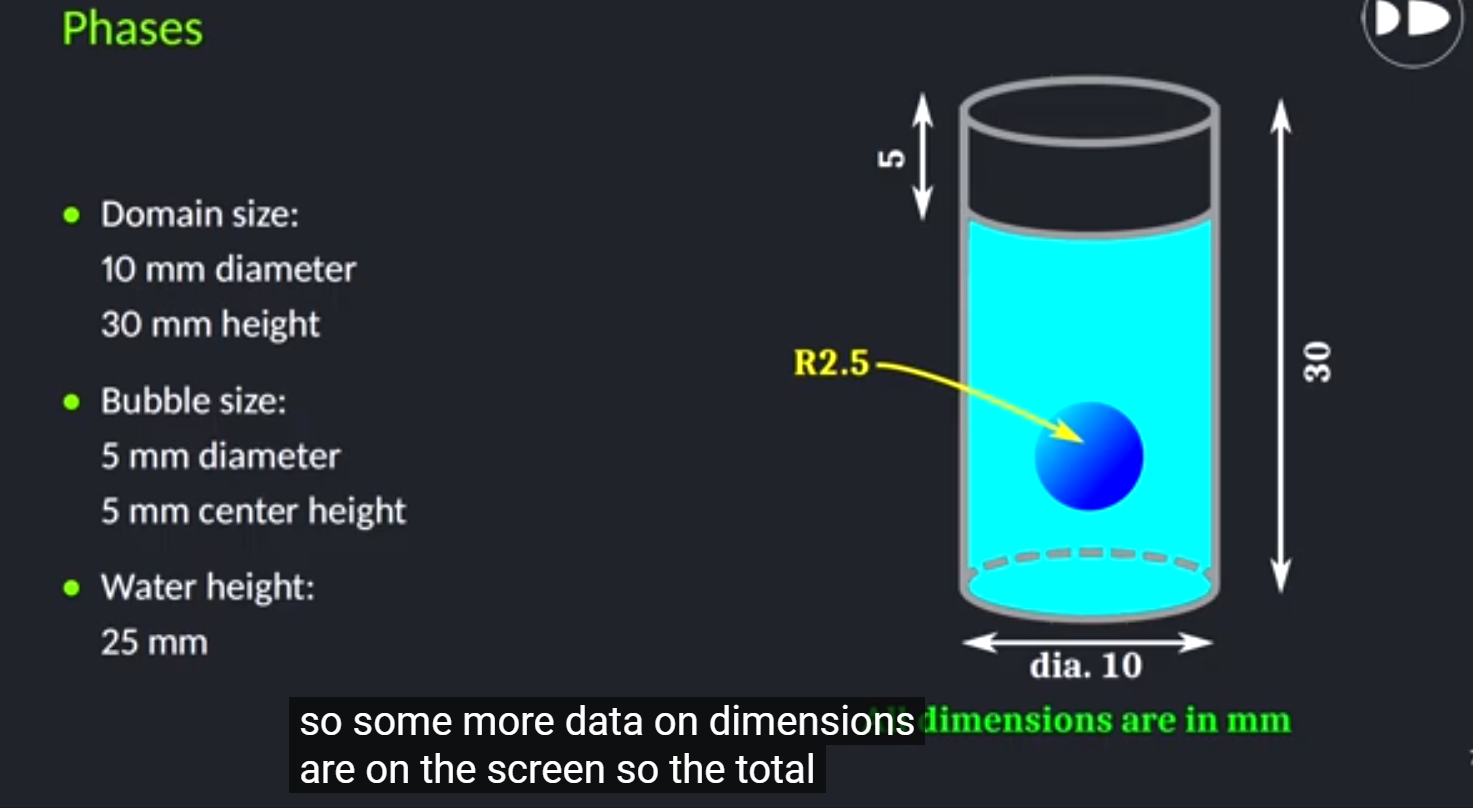 Phases
Domain size:
10 mm diameter
30 mm height
Bubble size:
5 mm diameter
5 mm center height
Water height:
25 mm
5
R2.5
30
dia. 10
dimensions are in mm
so some more data on dimensions
are on the screen so the total